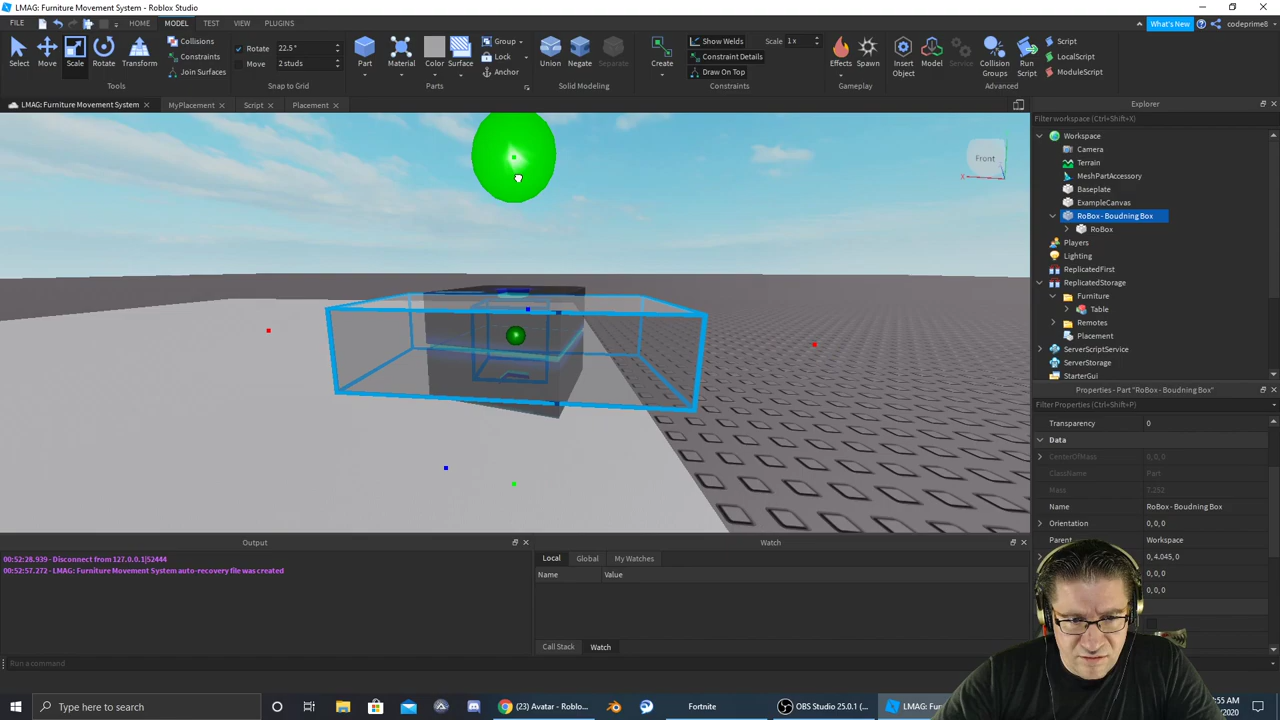 LMAG: Furniture Movement System - Roblox Studio
FILE HOME MODEL TEST VIEW PLUGINS What's New codeprime8
Select Move Scale Rotate Transform
Collisions
Constraints
Join Surfaces
Tools
Rotate 22.5 °
Move 2 studs
Snap to Grid
Part Material Color Surface
Group
Lock
Anchor
Parts
Union Negate Separate
Solid Modeling
Create
Show Welds Scale 1 x
Constraint Details
Draw On Top
Constraints
Effects Spawn
Gameplay
Insert Object Model Service Collision Groups Run Script
Script
LocalScript
ModuleScript
Advanced
LMAG: Furniture Movement System MyPlacement Script Placement
Front
X
Explorer
Filter workspace (Ctrl+Shift+X)
Workspace
Camera
Terrain
MeshPartAccessory
Baseplate
ExampleCanvas
RoBox - Boudning Box
RoBox
Players
Lighting
ReplicatedFirst
ReplicatedStorage
Furniture
Table
Remotes
Placement
ServerScriptService
ServerStorage
StarterGui
Properties - Part "RoBox - Boudning Box"
Filter Properties (Ctrl+Shift+P)
Transparency 0
Data
CenterOfMass 0, 0, 0
ClassName Part
Mass 7.252
Name RoBox - Boudning Box
Orientation 0, 0, 0
Parent Workspace
0, 4.045, 0
0, 0, 0
0, 0, 0
Output
00:52:28.939 - Disconnect from 127.0.0.1|52444
00:52:57.272 - LMAG: Furniture Movement System auto-recovery file was created
Watch
Local Global My Watches
Name Value
Call Stack Watch
Run a command
Type here to search
(23) Avatar - Roblo...
Fortnite
OBS Studio 25.0.1 (...
LMAG: Fur
:55 AM
/2020